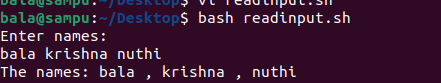 bala@sampu:~/Desktop$ vi readinput.sh
bala@sampu:~/Desktop$ bash readinput.sh
Enter names:
bala krishna nuthi
The names: bala , krishna , nuthi